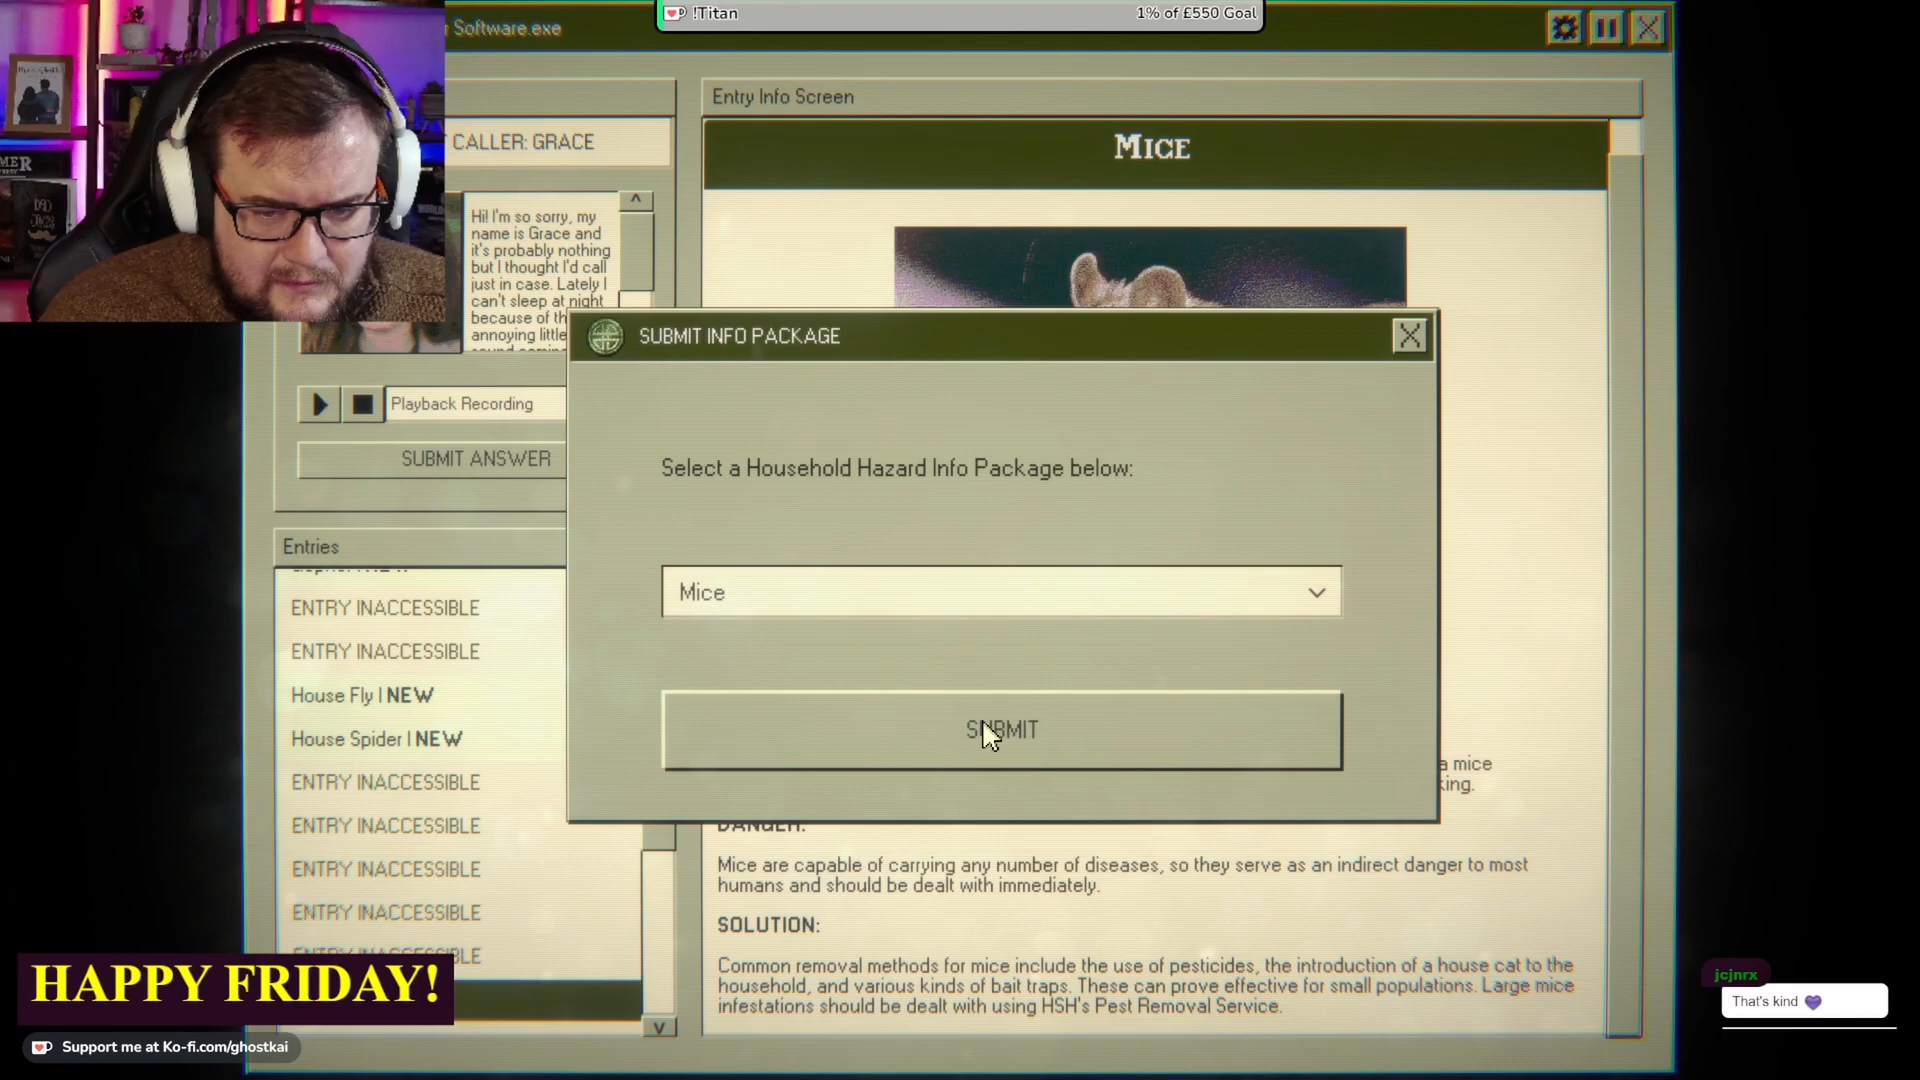 Software.exe
!Titan
1% of £550 Goal
CALLER: GRACE
Hi! I'm so sorry, my
name is Grace and
it's probably nothing
but I thought I'd call
just in case. Lately I
can't sleep at night
because of th
annoying little
Playback Recording
SUBMIT ANSWER
Entries
ENTRY INACCESSIBLE
ENTRY INACCESSIBLE
House Fly | NEW
House Spider | NEW
ENTRY INACCESSIBLE
ENTRY INACCESSIBLE
ENTRY INACCESSIBLE
ENTRY INACCESSIBLE
Entry Info Screen
MICE
SUBMIT INFO PACKAGE
Select a Household Hazard Info Package below:
Mice
SUBMIT
a mice
king.
DANGER:
Mice are capable of carrying any number of diseases, so they serve as an indirect danger to most
humans and should be dealt with immediately.
SOLUTION:
Common removal methods for mice include the use of pesticides, the introduction of a house cat to the
household, and various kinds of bait traps. These can prove effective for small populations. Large mice
infestations should be dealt with using HSH's Pest Removal Service.
HAPPY FRIDAY!
Support me at Ko-fi.com/ghostkai
jcjnrx
That's kind 💜